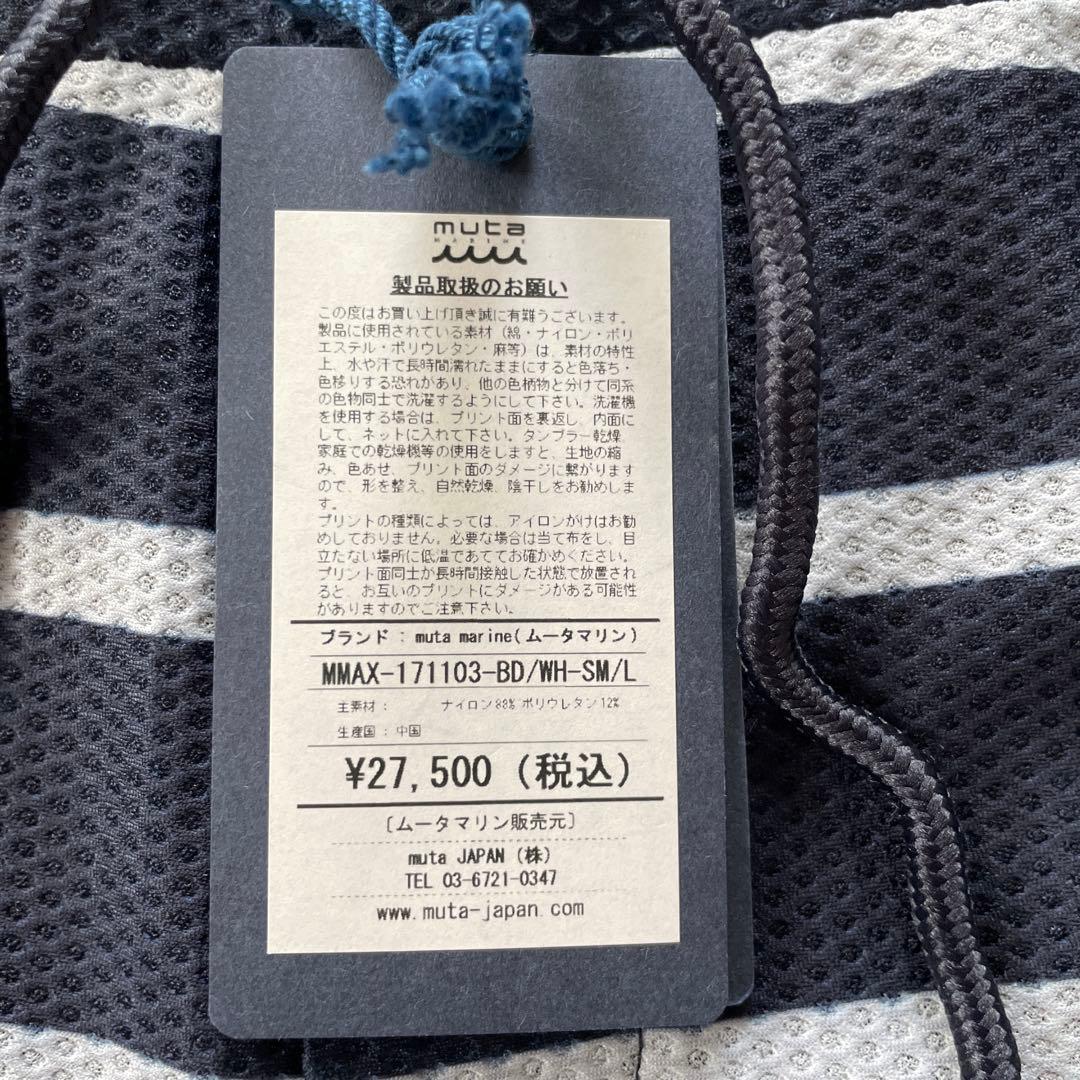 muta
MARINE
製品取扱のお願い
この度はお買い上げ頂き誠に有難うございます。
製品に使用されている素材（綿・ナイロン・ポリ
エステル・ポリウレタン・麻等）は、素材の特性
上、水や汗で長時間濡れたままにすると色落ち・
色移りする恐れがあり、他の色柄物と分けて同系
の色物同士で洗濯するようにして下さい。洗濯機
を使用する場合は、プリント面を裏返し、内面に
して、ネットに入れて下さい。タンブラー乾燥、
家庭での乾燥機等の使用をしますと、生地の縮
み、色あせ、プリント面のダメージに繋がります
ので、形を整え、自然乾燥、陰干しをお勧めしま
す。
プリントの種類によっては、アイロンがけはお勧
めしておりません。必要な場合は当て布をし、目
立たない場所に低温であててお確かめください。
プリント面同士が長時間接触した状態で放置され
ると、お互いのプリントにダメージがある可能性
がありますのでご注意下さい。
ブランド：muta marine(ムータマリン)
MMAX-171103-BD/WH-SM/L
主素材： ナイロン88% ポリウレタン12%
生産国：中国
¥27,500（税込）
〔ムータマリン販売元〕
muta JAPAN（株）
TEL 03-6721-0347
www.muta-japan.com